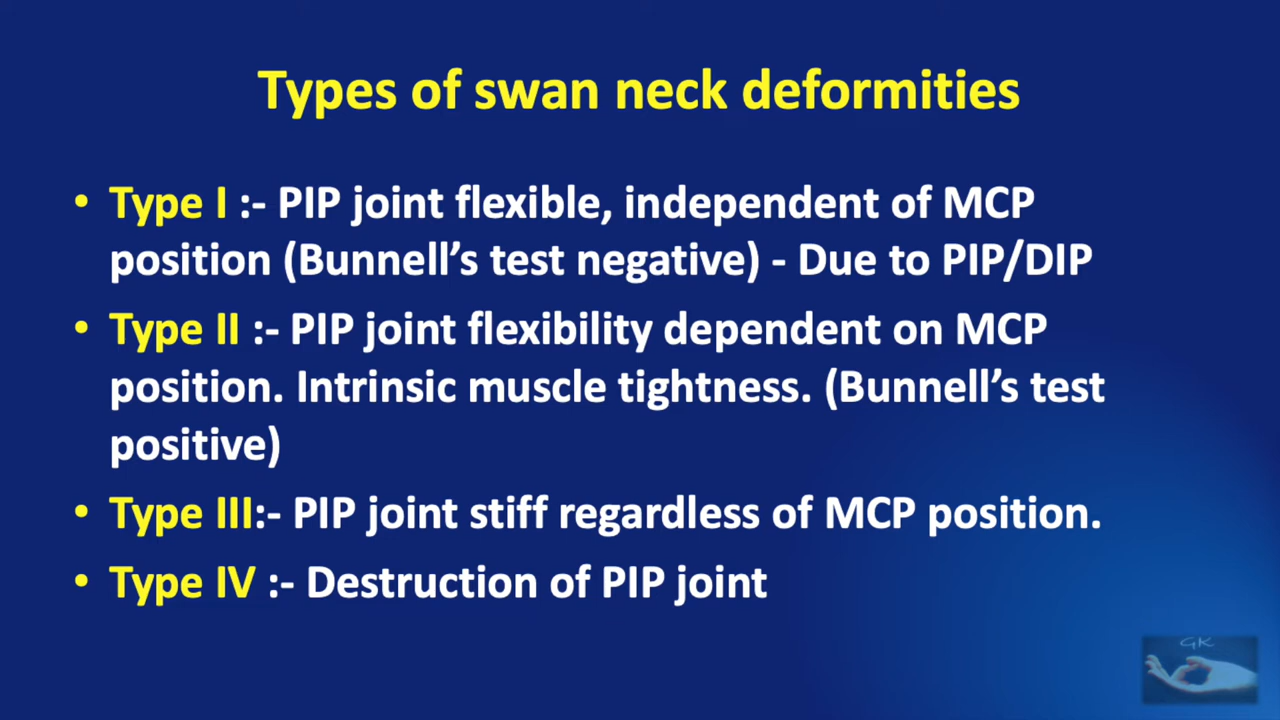 Types of swan neck deformities
• Type I :- PIP joint flexible, independent of MCP
position (Bunnell’s test negative) - Due to PIP/DIP
• Type II :- PIP joint flexibility dependent on MCP
position. Intrinsic muscle tightness. (Bunnell’s test
positive)
• Type III:- PIP joint stiff regardless of MCP position.
• Type IV :- Destruction of PIP joint
GK